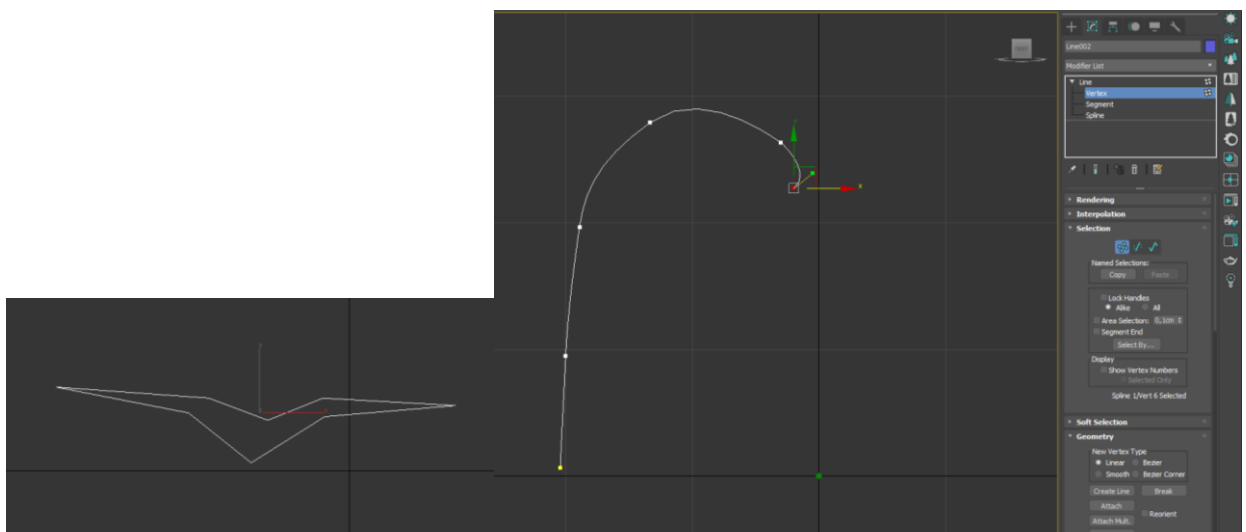 Line002
Modifier List
Line
Vertex
Segment
Spline
Rendering
Interpolation
Selection
Named Selections:
Copy Paste
Lock Handles
Alike All
Area Selection: 0,1cm
Segment End
Select By...
Display
Show Vertex Numbers
Selected Only
Spline 1/Vert 6 Selected
Soft Selection
Geometry
New Vertex Type
Linear Bezier
Smooth Bezier Corner
Create Line Break
Attach
Reorient
Attach Mult.
x